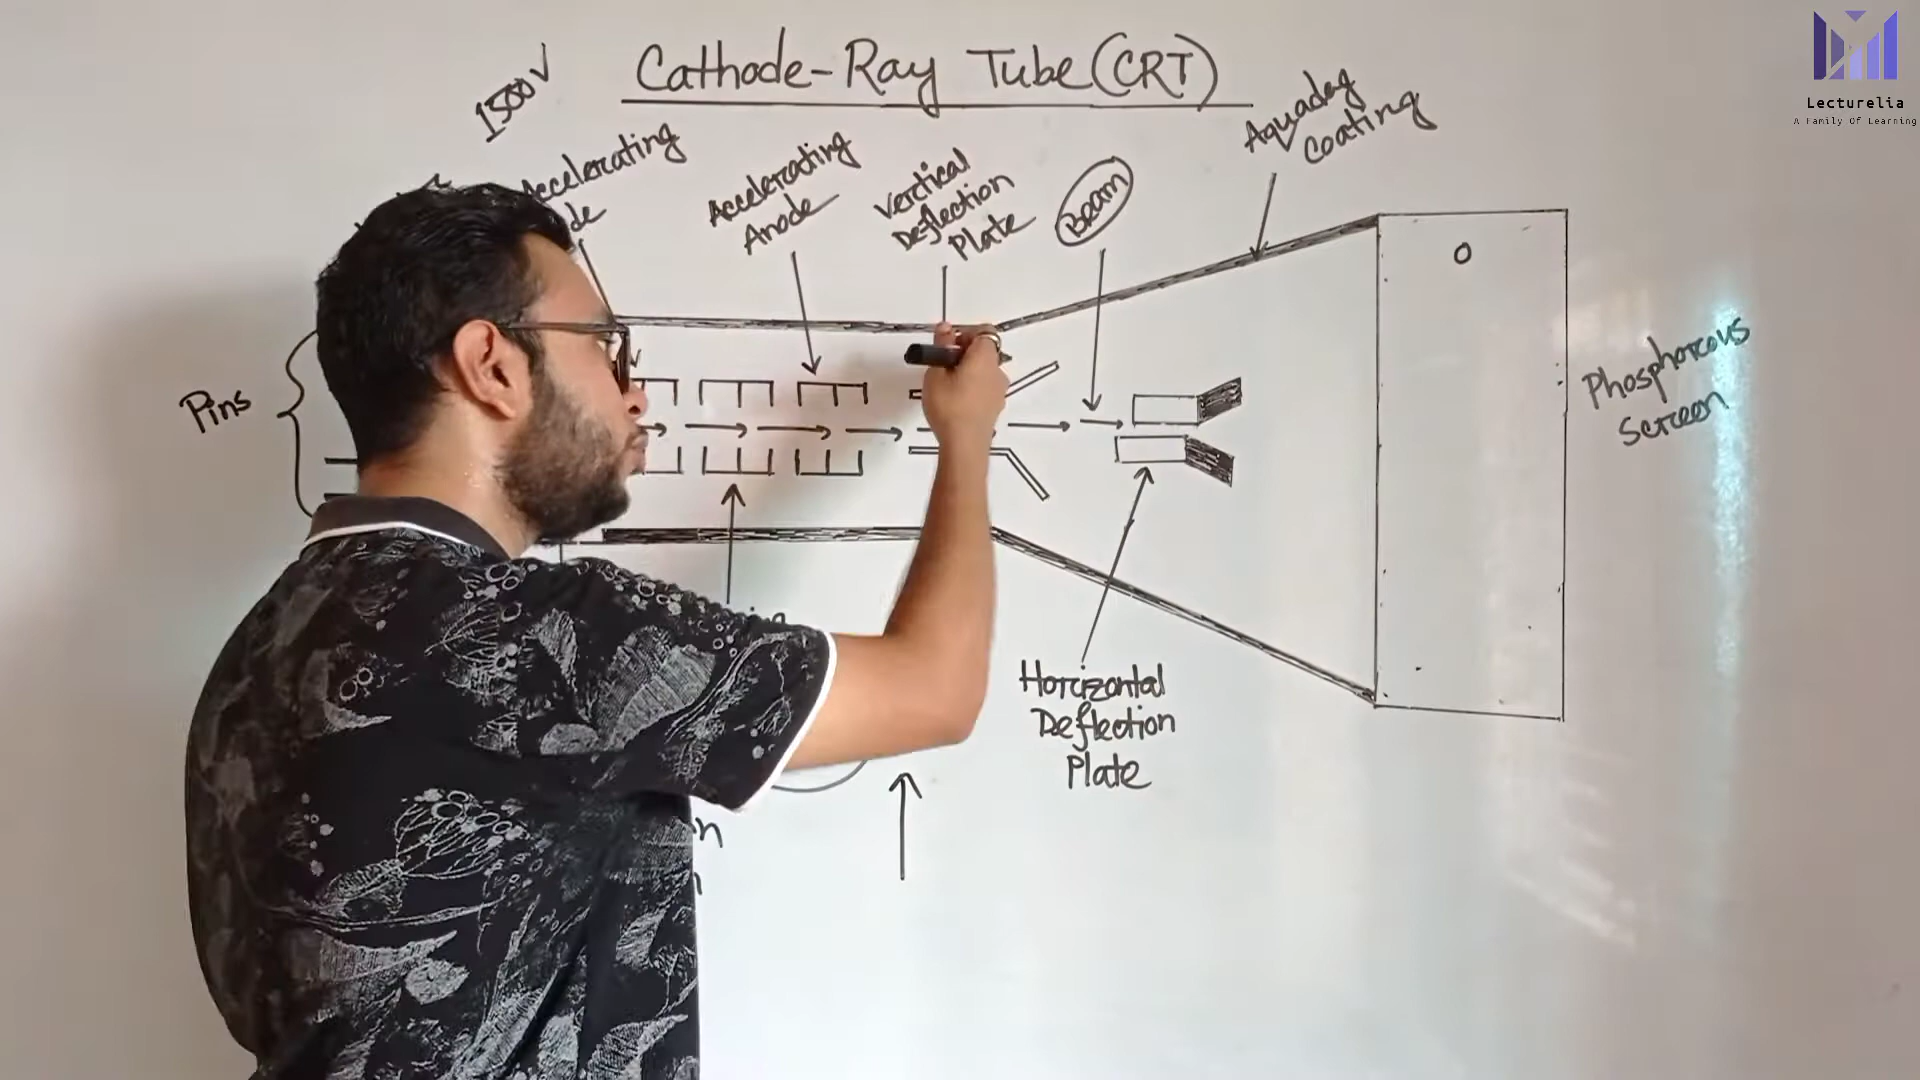 Cathode-Ray Tube (CRT)
Lecturelia
A Family Of Learning
1500V
Accelerating
Accelerating
Anode
Vertical
Deflection
Plate
Beam
Aquadag
Coating
Pins
Phosphorous
Screen
Horizontal
Deflection
Plate